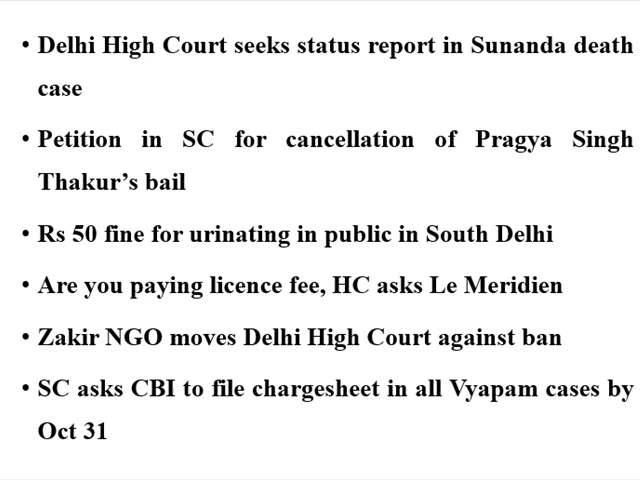 • Delhi High Court seeks status report in Sunanda death
case
• Petition in SC for cancellation of Pragya Singh
Thakur’s bail
• Rs 50 fine for urinating in public in South Delhi
• Are you paying licence fee, HC asks Le Meridien
• Zakir NGO moves Delhi High Court against ban
• SC asks CBI to file chargesheet in all Vyapam cases by
Oct 31